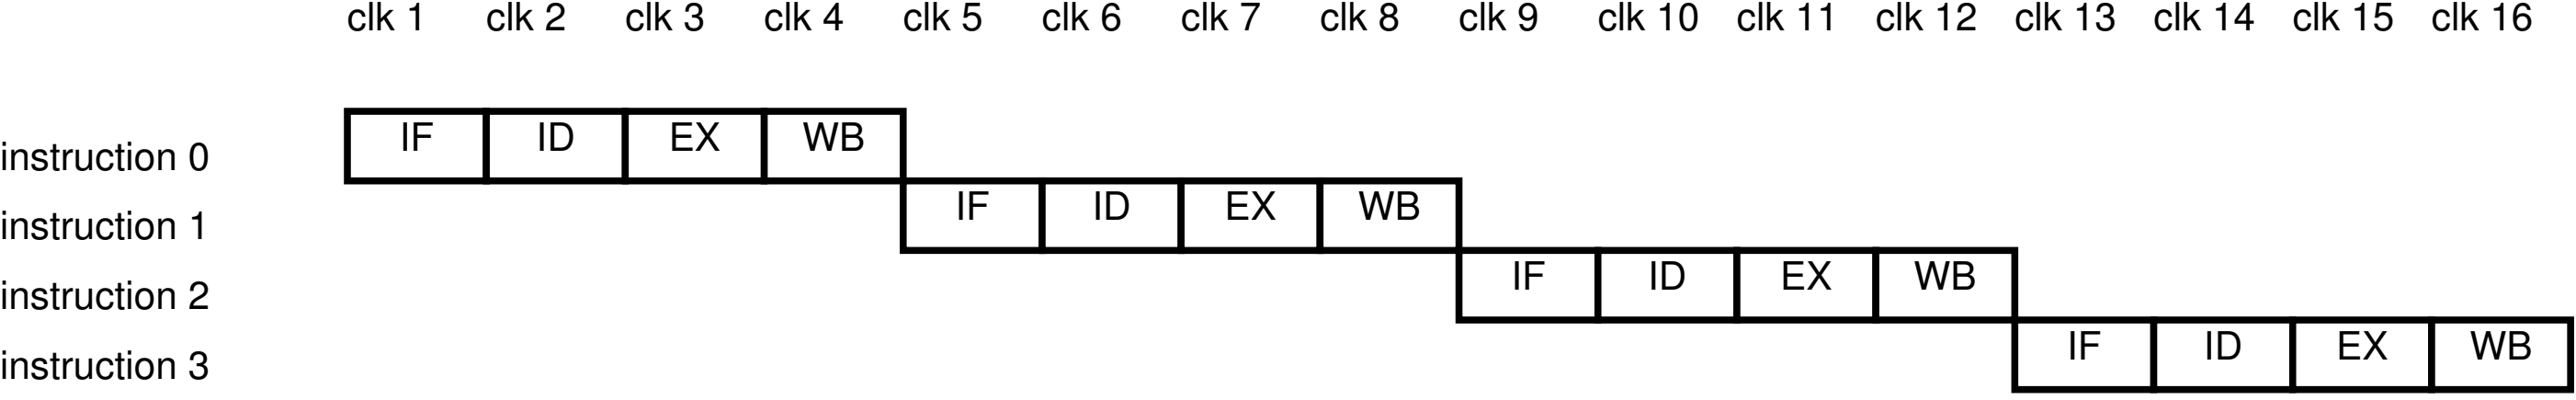 clk 1 clk 2 clk 3 clk 4 clk 5 clk 6 clk 7 clk 8 clk 9 clk 10 clk 11 clk 12 clk 13 clk 14 clk 15 clk 16
instruction 0 IF ID EX WB
instruction 1 IF ID EX WB
instruction 2 IF ID EX WB
instruction 3 IF ID EX WB